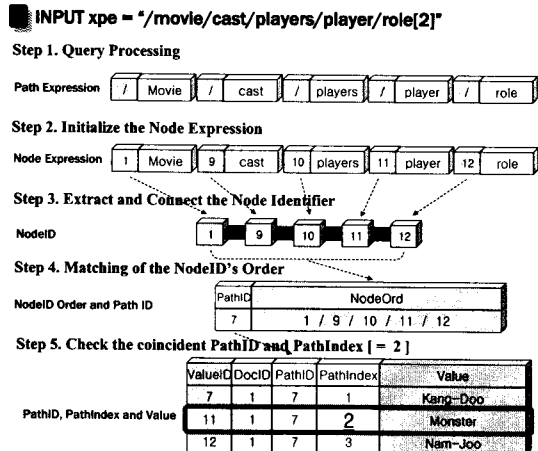 INPUT xpe = "/movie/cast/players/player/role[2]"
Step 1. Query Processing
Path Expression / Movie / cast / players / player / role
Step 2. Initialize the Node Expression
Node Expression 1 Movie 9 cast 10 players 11 player 12 role
Step 3. Extract and Connect the Node Identifier
NodeID 1 9 10 11 12
Step 4. Matching of the NodeID's Order
PathID NodeOrd
NodeID Order and Path ID 7 1 / 9 / 10 / 11 / 12
Step 5. Check the coincident PathID and PathIndex [ = 2 ]
ValueID DocID PathID PathIndex Value
7 1 7 1 Kang-Doo
PathID, PathIndex and Value 11 1 7 2 Monster
12 1 7 3 Nam-Joo